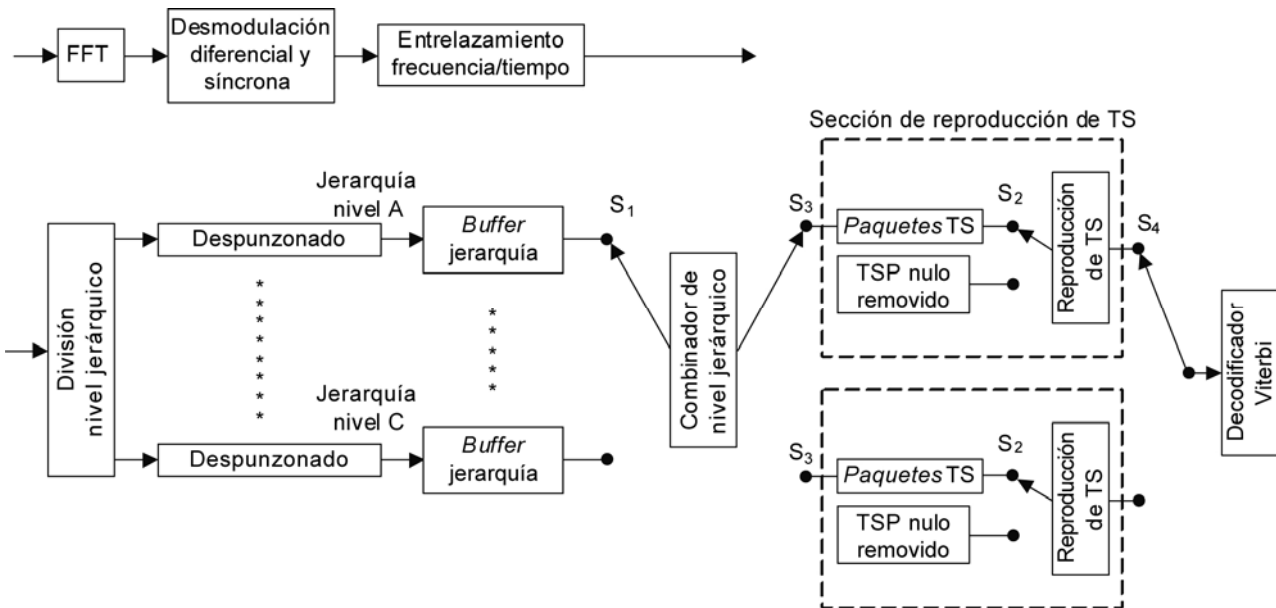 FFT
Desmodulación
diferencial y
síncrona
Entrelazamiento
frecuencia/tiempo
Sección de reproducción de TS
División
nivel jerárquico
Jerarquía
nivel A
Despunzonado
Buffer
jerarquía
S1
*
*
*
*
*
*
*
*
*
*
*
*
Jerarquía
nivel C
Despunzonado
Buffer
jerarquía
Combinador de
nivel jerárquico
S3
Paquetes TS
S2
TSP nulo
removido
Reproducción
de TS
S4
S3
Paquetes TS
S2
TSP nulo
removido
Reproducción
de TS
Decodificador
Viterbi